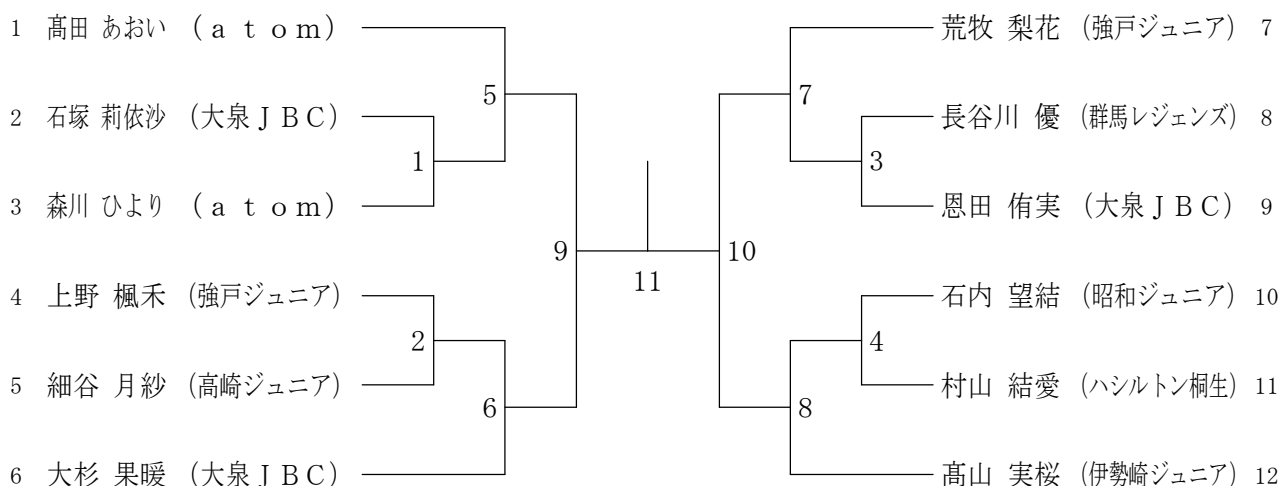 1 髙田 あおい (ａｔｏｍ)
2 石塚 莉依沙 (大泉ＪＢＣ)
3 森川 ひより (ａｔｏｍ)
4 上野 楓禾 (強戸ジュニア)
5 細谷 月紗 (高崎ジュニア)
6 大杉 果暖 (大泉ＪＢＣ)
5
1
9
2
6
11
7
3
10
4
8
荒牧 梨花 (強戸ジュニア) 7
長谷川 優 (群馬レジェンズ) 8
恩田 侑実 (大泉ＪＢＣ) 9
石内 望結 (昭和ジュニア) 10
村山 結愛 (ハシルトン桐生) 11
髙山 実桜 (伊勢崎ジュニア) 12